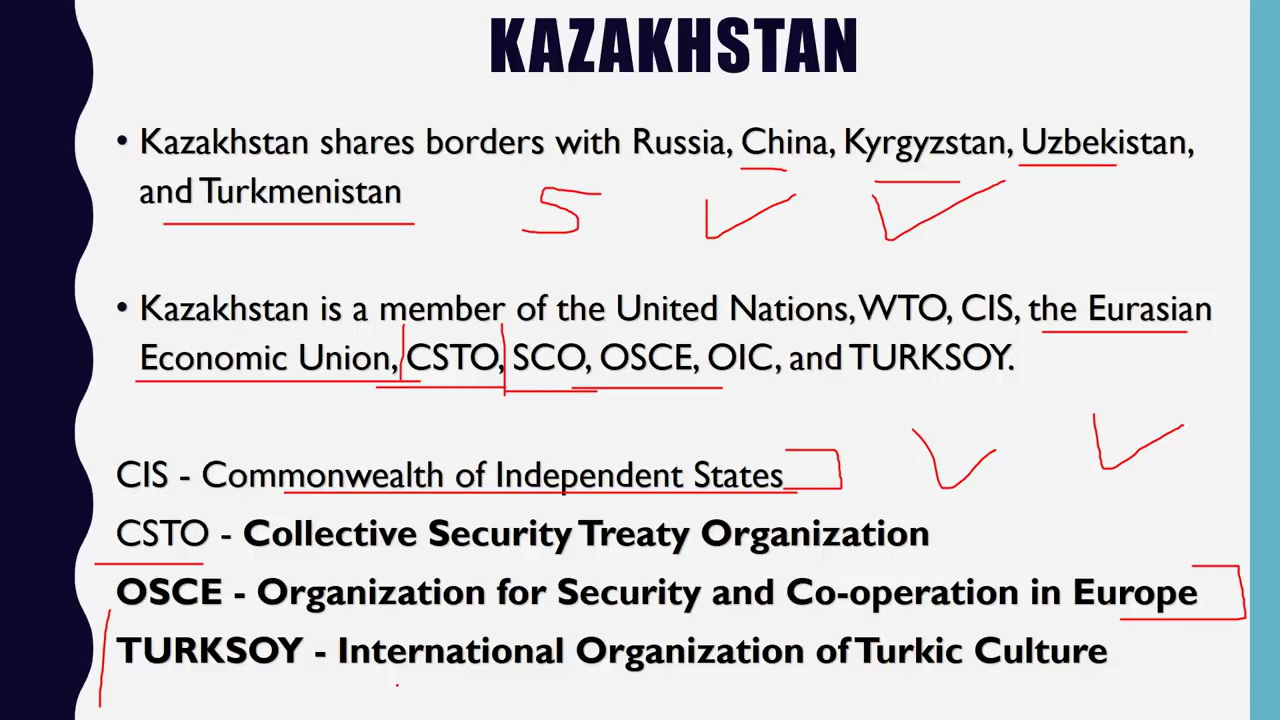 KAZAKHSTAN
• Kazakhstan shares borders with Russia, China, Kyrgyzstan, Uzbekistan,
and Turkmenistan
5
• Kazakhstan is a member of the United Nations, WTO, CIS, the Eurasian
Economic Union, CSTO, SCO, OSCE, OIC, and TURKSOY.
CIS - Commonwealth of Independent States
CSTO - Collective Security Treaty Organization
OSCE - Organization for Security and Co-operation in Europe
TURKSOY - International Organization of Turkic Culture